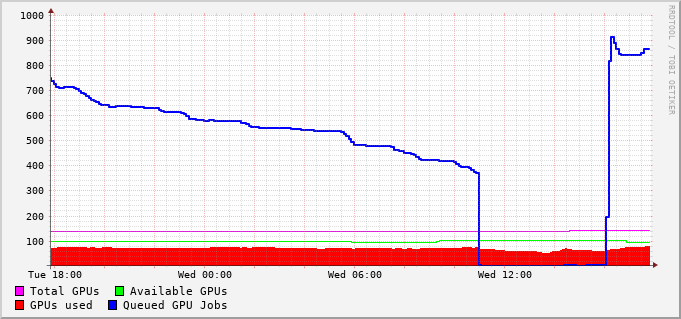 1000
900
800
700
600
500
400
300
200
100
Tue 18:00 Wed 00:00 Wed 06:00 Wed 12:00
Total GPUs Available GPUs
GPUs used Queued GPU Jobs
RRDTOOL / TOBI OETIKER